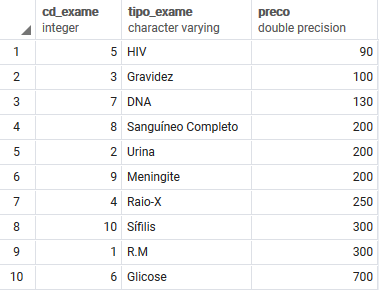 cd_exame tipo_exame preco
integer character varying double precision
1 5 HIV 90
2 3 Gravidez 100
3 7 DNA 130
4 8 Sanguíneo Completo 200
5 2 Urina 200
6 9 Meningite 200
7 4 Raio-X 250
8 10 Sífilis 300
9 1 R.M 300
10 6 Glicose 700